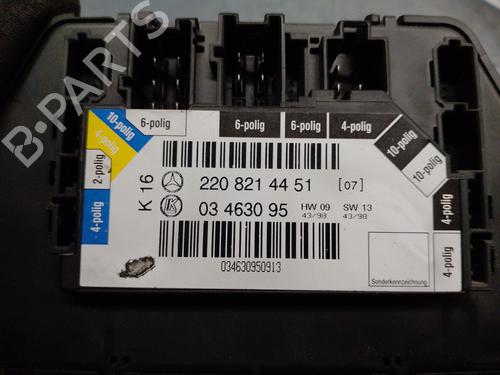 B-PARTS
10-polig
4-polig
2-polig
4-polig
6-polig
6-polig
6-polig
4-polig
10-polig
10-polig
4-polig
4-polig
K 16
220 821 44 51 [07]
03 4630 95 HW 09 SW 13
43/98 43/98
034630950913
Sonderkennzeichnung